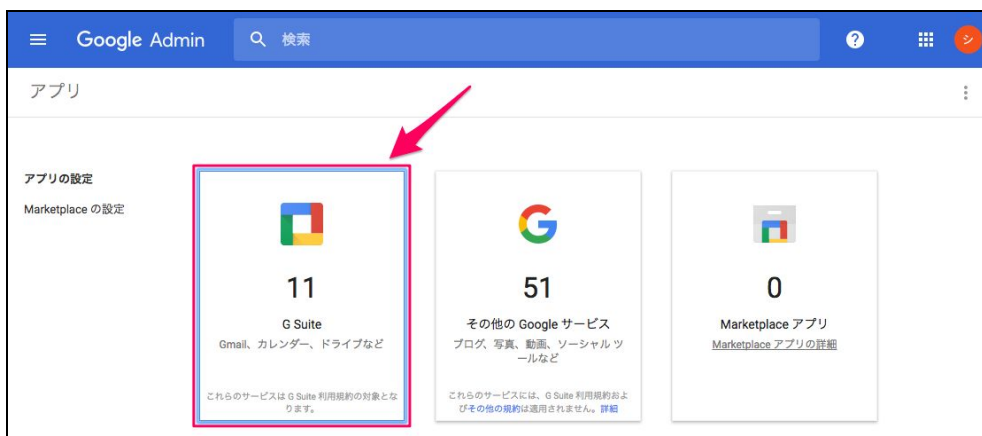 Google Admin
検索
シ
アプリ
アプリの設定
Marketplace の設定
11
G Suite
Gmail、カレンダー、ドライブなど
これらのサービスは G Suite 利用規約の対象とな
ります。
51
その他の Google サービス
ブログ、写真、動画、ソーシャル ツ
ールなど
これらのサービスには、G Suite 利用規約およ
びその他の規約は適用されません。詳細
0
Marketplace アプリ
Marketplace アプリの詳細